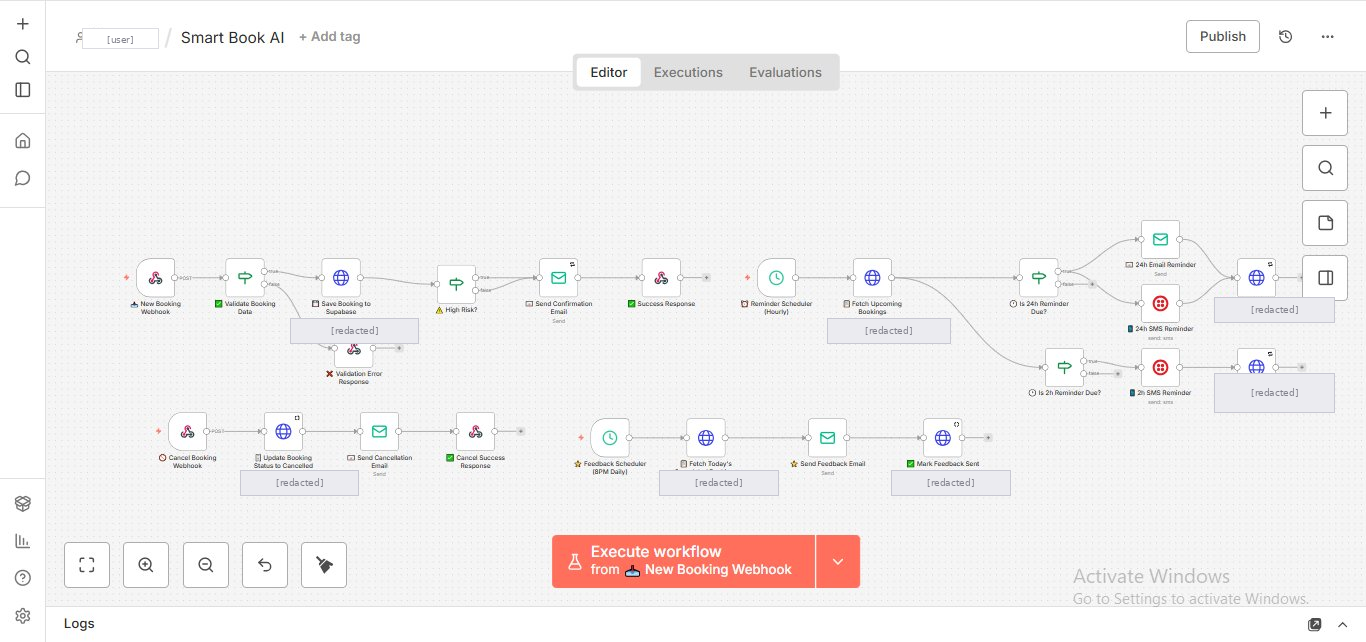 [user] / Smart Book AI + Add tag
Publish
Editor Executions Evaluations
24h Email Reminder
Send
POST
true
false
true
false
true
false
New Booking
Webhook
Validate Booking
Data
Save Booking to
Supabase
High Risk?
Send Confirmation
Email
Send
Success Response
Reminder Scheduler
(Hourly)
Fetch Upcoming
Bookings
Is 24h Reminder
Due?
24h SMS Reminder
send: sms
[redacted]
[redacted]
[redacted]
Validation Error
Response
true
false
Is 2h Reminder Due?
2h SMS Reminder
send: sms
[redacted]
POST
Cancel Booking
Webhook
Update Booking
Status to Cancelled
Send Cancellation
Email
Send
Cancel Success
Response
Feedback Scheduler
(8PM Daily)
Fetch Today's
Send Feedback Email
Send
Mark Feedback Sent
[redacted]
[redacted]
[redacted]
Execute workflow
from New Booking Webhook
Activate Windows
Go to Settings to activate Windows.
Logs